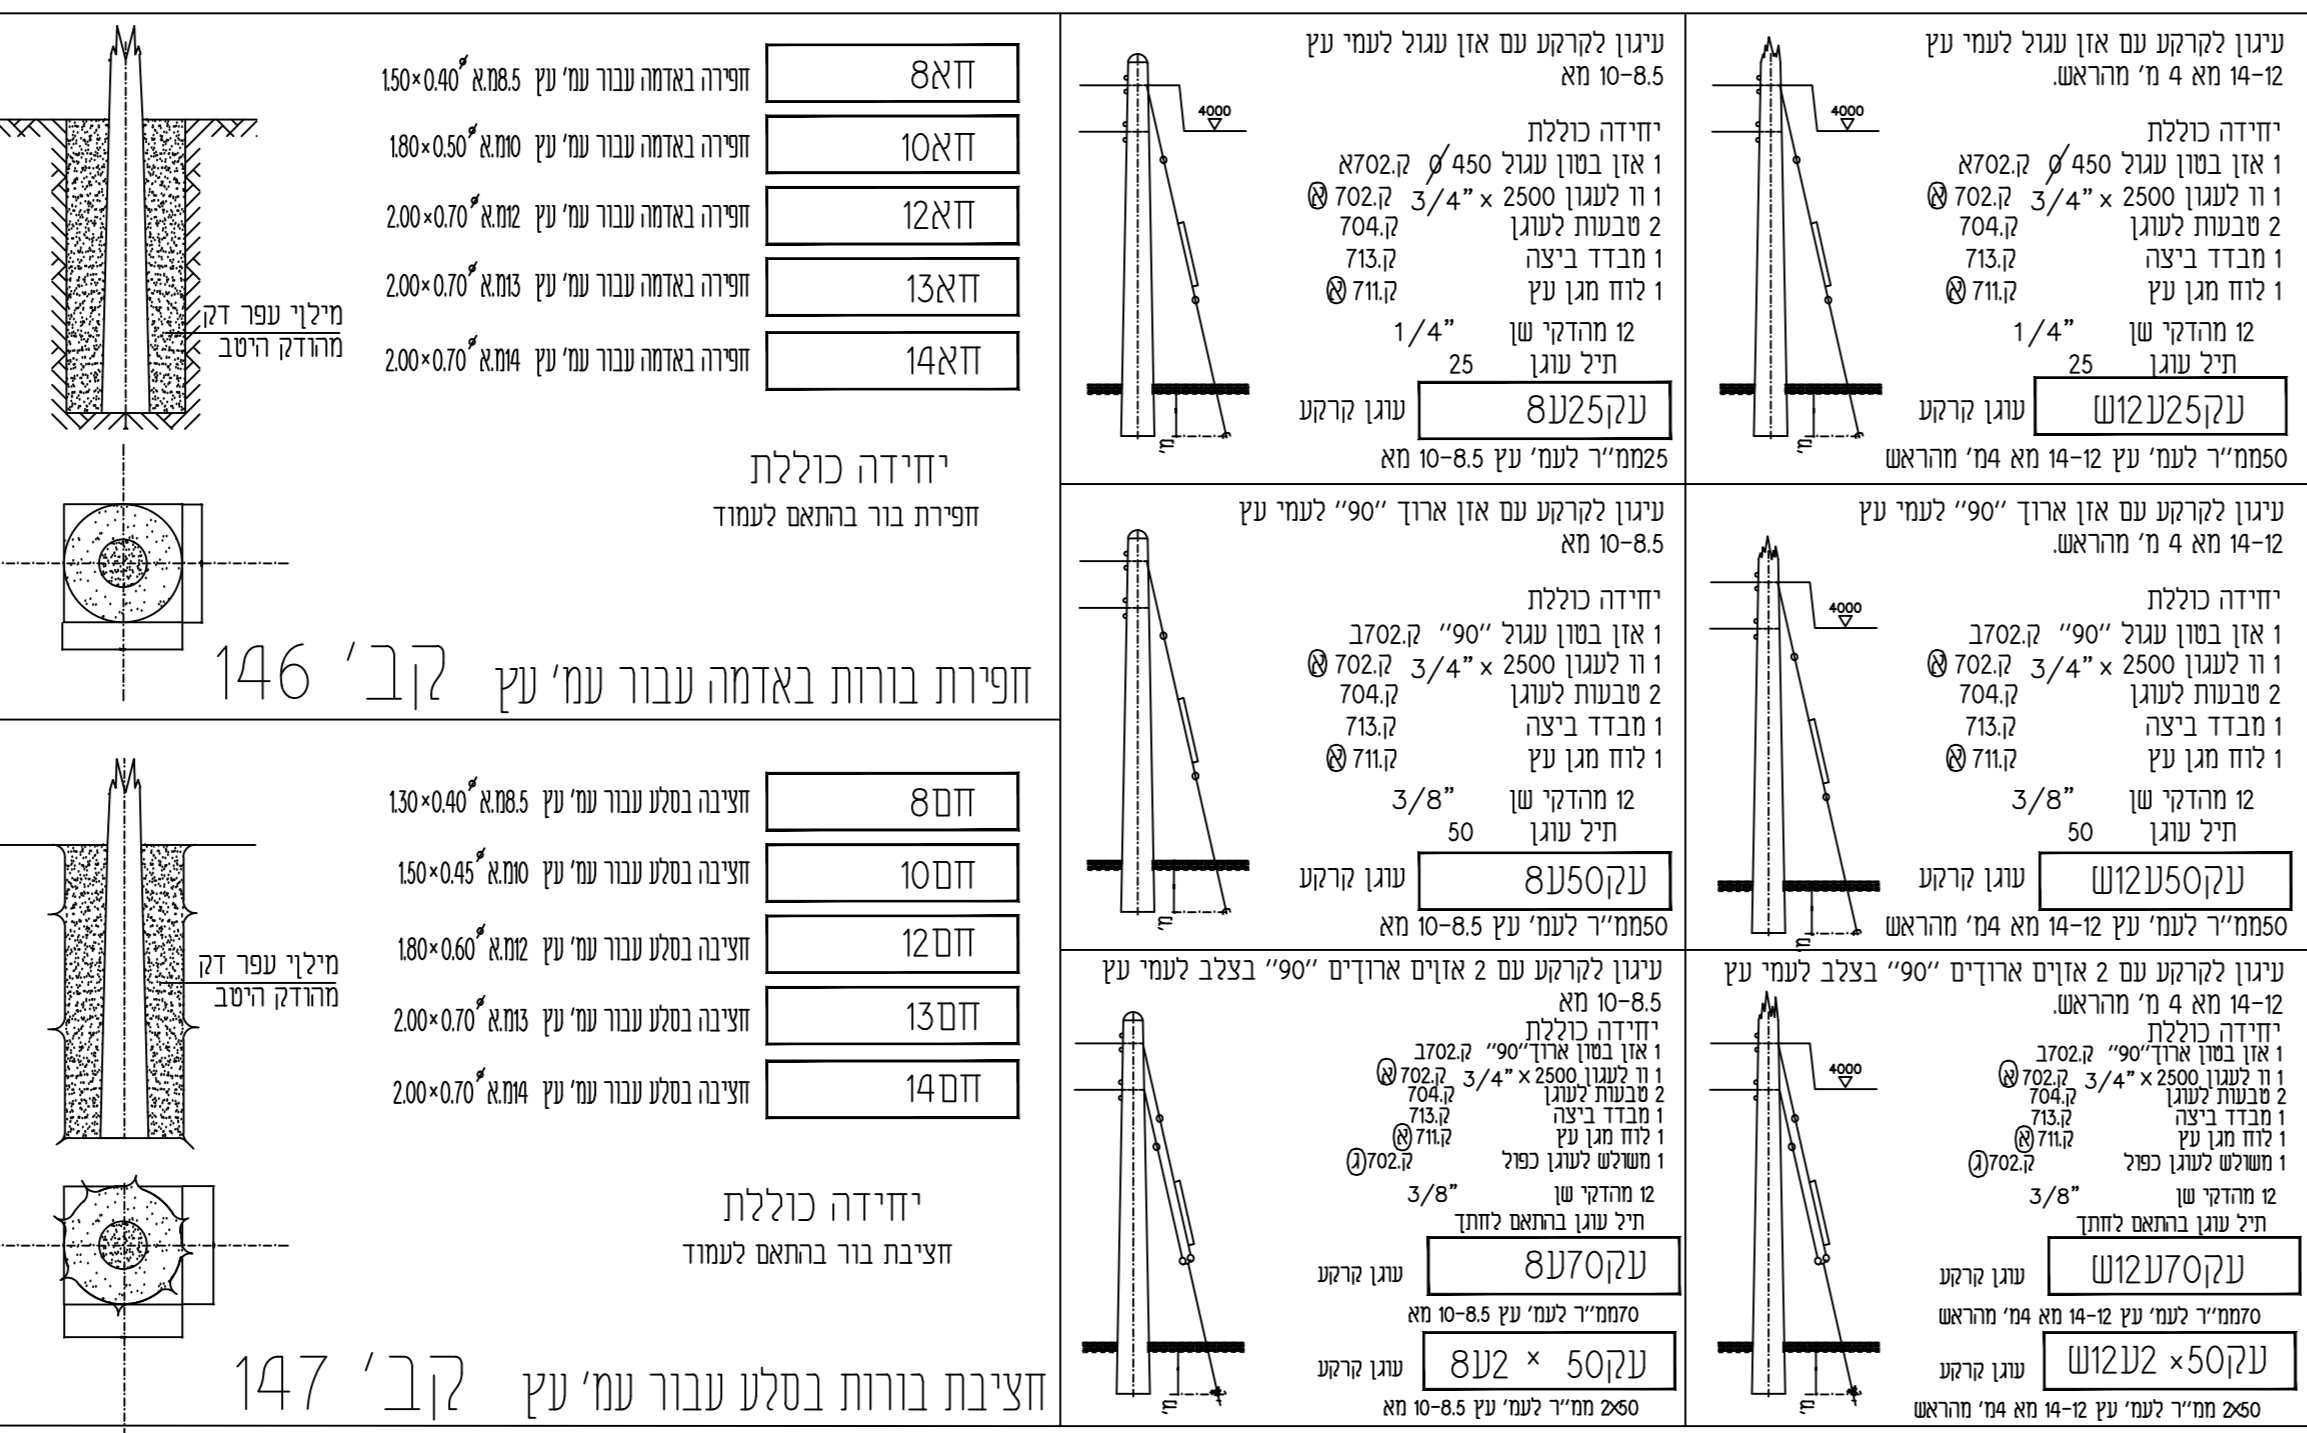 עיגון לקרקע עם אזן עגול לעמי עץ
14-12 מא 4 מ' מהראש.
4000
יחידה כוללת
1 אזן בטון עגול 450 Ø ק.702א
1 וו לעגון 2500 × 3/4" ק.702 א
2 טבעות לעוגן ק.704
1 מבדד ביצה ק.713
1 לוח מגן עץ ק.711 א
12 מהדקי שן 1/4"
תיל עוגן 25
עק25ע12ש עוגן קרקע
50ממ"ר לעמ' עץ 14-12 מא 4מ' מהראש
מ'
עיגון לקרקע עם אזן ארוך "90" לעמי עץ
14-12 מא 4 מ' מהראש.
4000
יחידה כוללת
1 אזן בטון עגול "90" ק.702ב
1 וו לעגון 2500 × 3/4" ק.702 א
2 טבעות לעוגן ק.704
1 מבדד ביצה ק.713
1 לוח מגן עץ ק.711 א
12 מהדקי שן 3/8"
תיל עוגן 50
עק50ע12ש עוגן קרקע
50ממ"ר לעמ' עץ 14-12 מא 4מ' מהראש
מ'
עיגון לקרקע עם 2 אזוים ארודים "90" בצלב לעמי עץ
14-12 מא 4 מ' מהראש.
4000
יחידה כוללת
1 אזן בטון ארוך"90" ק.702ב
1 וו לעגון 2500 × 3/4" ק.702 א
2 טבעות לעוגן ק.704
1 מבדד ביצה ק.713
1 לוח מגן עץ ק.711 א
1 משולש לעוגן כפול ק.702 ג
12 מהדקי שן 3/8"
תיל עוגן בהתאם לחתך
עק70ע12ש עוגן קרקע
70ממ"ר לעמ' עץ 14-12 מא 4מ' מהראש
עק50× 2ע12ש עוגן קרקע
2X50 ממ"ר לעמ' עץ 14-12 מא 4מ' מהראש
מ'
עיגון לקרקע עם אזן עגול לעמי עץ
10-8.5 מא
4000
יחידה כוללת
1 אזן בטון עגול 450 Ø ק.702א
1 וו לעגון 2500 × 3/4" ק.702 א
2 טבעות לעוגן ק.704
1 מבדד ביצה ק.713
1 לוח מגן עץ ק.711 א
12 מהדקי שן 1/4"
תיל עוגן 25
עק25ע8 עוגן קרקע
25ממ"ר לעמ' עץ 10-8.5 מא
מ'
עיגון לקרקע עם אזן ארוך "90" לעמי עץ
10-8.5 מא
יחידה כוללת
1 אזן בטון עגול "90" ק.702ב
1 וו לעגון 2500 × 3/4" ק.702 א
2 טבעות לעוגן ק.704
1 מבדד ביצה ק.713
1 לוח מגן עץ ק.711 א
12 מהדקי שן 3/8"
תיל עוגן 50
עק50ע8 עוגן קרקע
50ממ"ר לעמ' עץ 10-8.5 מא
מ'
עיגון לקרקע עם 2 אזוים ארודים "90" בצלב לעמי עץ
10-8.5 מא
יחידה כוללת
1 אזן בטון ארוך"90" ק.702ב
1 וו לעגון 2500 × 3/4" ק.702 א
2 טבעות לעוגן ק.704
1 מבדד ביצה ק.713
1 לוח מגן עץ ק.711 א
1 משולש לעוגן כפול ק.702 ג
12 מהדקי שן 3/8"
תיל עוגן בהתאם לחתך
עק70ע8 עוגן קרקע
70ממ"ר לעמ' עץ 10-8.5 מא
עק50 × 2ע8 עוגן קרקע
2X50 ממ"ר לעמ' עץ 10-8.5 מא
מ'
חא8 חפירה באדמה עבור עמ' עץ 8.5מ.א ø 1.50×0.40
חא10 חפירה באדמה עבור עמ' עץ 10מ.א ø 1.80×0.50
חא12 חפירה באדמה עבור עמ' עץ 12מ.א ø 2.00×0.70
חא13 חפירה באדמה עבור עמ' עץ 13מ.א ø 2.00×0.70
חא14 חפירה באדמה עבור עמ' עץ 14מ.א ø 2.00×0.70
מילוי עפר דק
מהודק היטב
יחידה כוללת
חפירת בור בהתאם לעמוד
חפירת בורות באדמה עבור עמ' עץ קב' 146
חס8 חציבה בסלע עבור עמ' עץ 8.5מ.א ø 1.30×0.40
חס10 חציבה בסלע עבור עמ' עץ 10מ.א ø 1.50×0.45
חס12 חציבה בסלע עבור עמ' עץ 12מ.א ø 1.80×0.60
חס13 חציבה בסלע עבור עמ' עץ 13מ.א ø 2.00×0.70
חס14 חציבה בסלע עבור עמ' עץ 14מ.א ø 2.00×0.70
מילוי עפר דק
מהודק היטב
יחידה כוללת
חציבת בור בהתאם לעמוד
חציבת בורות בסלע עבור עמ' עץ קב' 147